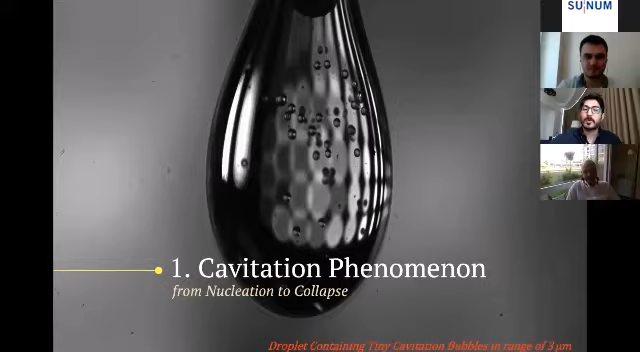 SU|NUM
1. Cavitation Phenomenon
from Nucleation to Collapse
Droplet Containing Tiny Cavitation Bubbles in range of 3 µm